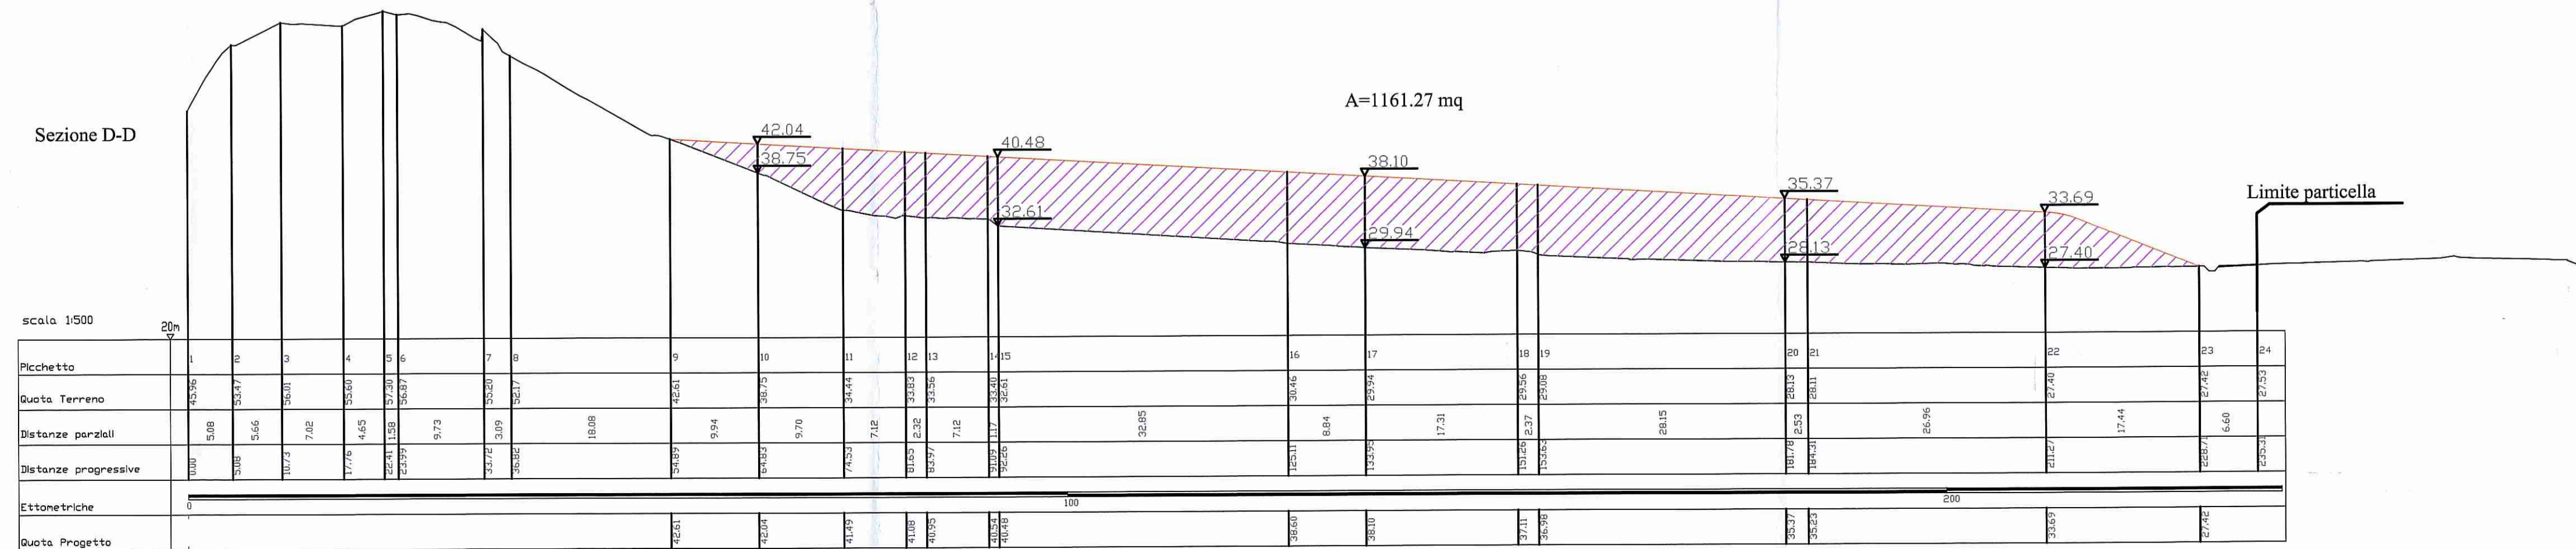 A=1161.27 mq
Sezione D-D
42.04
38.75
40.48
32.61
38.10
29.94
35.37
28.13
33.69
27.40
Limite particella
scala 1:500
20m
Picchetto 1 2 3 4 5 6 7 8 9 10 11 12 13 14 15 16 17 18 19 20 21 22 23 24
Quota Terreno 45.96 53.47 56.01 55.60 57.30 56.87 55.20 52.17 42.61 38.75 34.44 33.83 33.56 33.40 32.61 30.46 29.94 29.56 29.08 28.13 28.11 27.40 27.42 27.53
Distanze parziali 5.08 5.66 7.02 4.65 1.58 9.73 3.09 18.08 9.94 9.70 7.12 2.32 7.12 1.17 32.85 8.84 17.31 2.37 28.15 2.53 26.96 17.44 6.60
Distanze progressive 0.00 5.08 10.73 17.76 22.41 23.99 33.72 36.82 54.89 64.83 74.53 81.65 83.97 91.09 92.26 125.11 133.95 151.26 153.63 181.78 184.31 211.27 228.71 235.31
Ettometriche 0 100 200
Quota Progetto 42.61 42.04 41.49 41.08 40.95 40.54 40.48 38.60 38.10 37.11 36.98 35.37 35.23 33.69 27.42